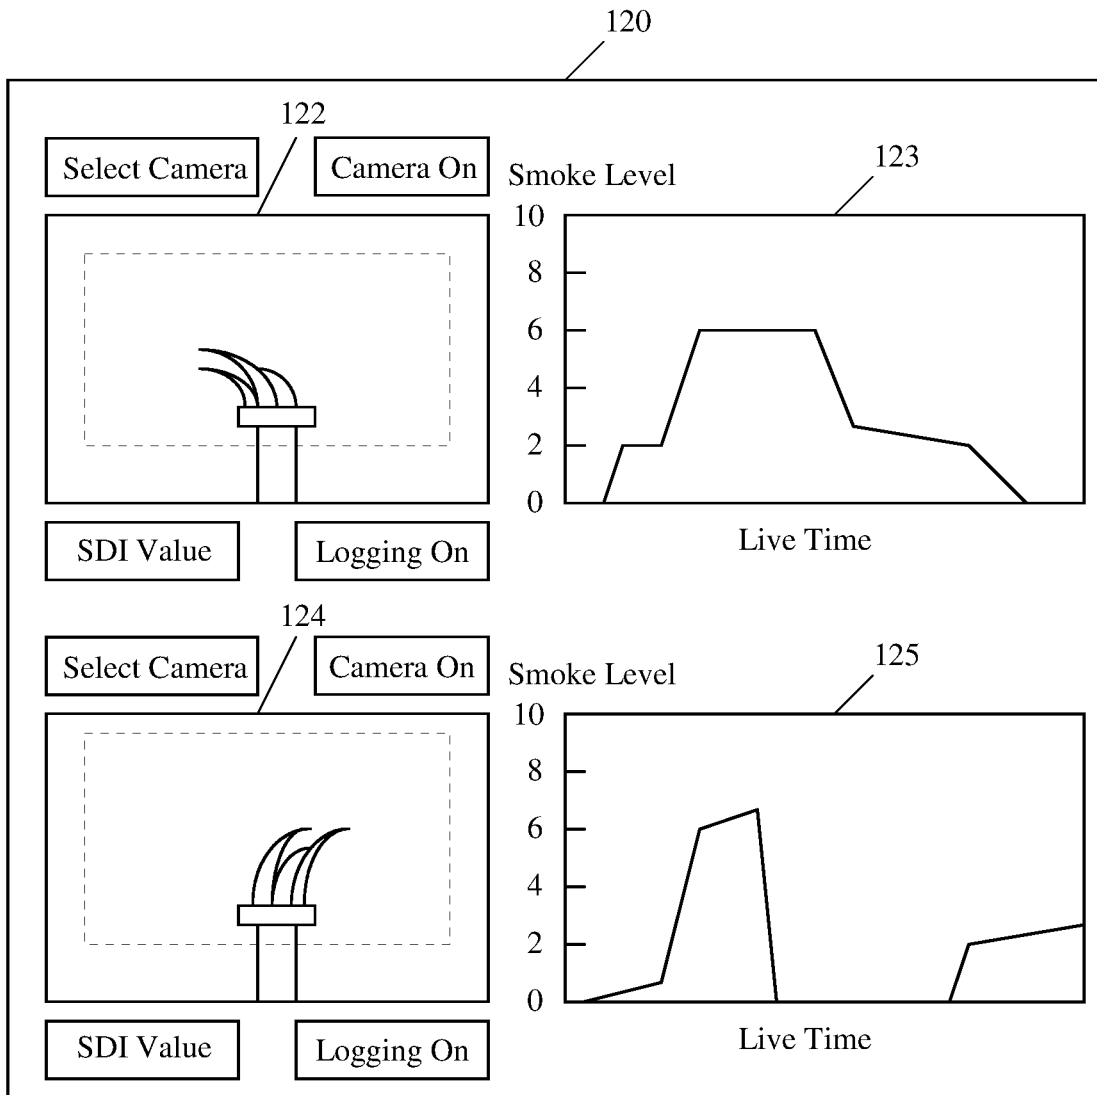 120
122
Select Camera
Camera On
Smoke Level
123
10
8
6
4
2
0
Live Time
SDI Value
Logging On
124
Select Camera
Camera On
Smoke Level
125
10
8
6
4
2
0
Live Time
SDI Value
Logging On